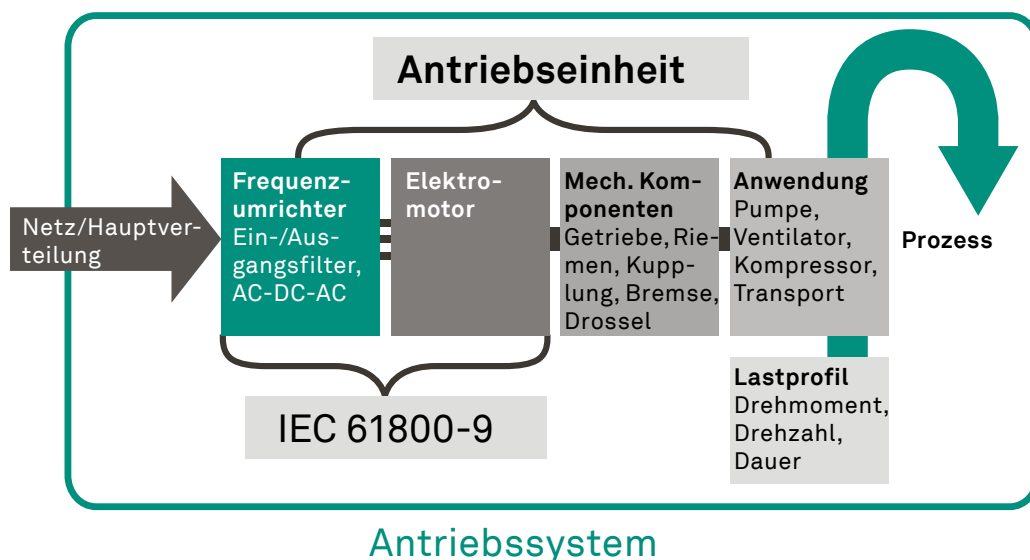 Antriebseinheit
Netz/Hauptver-
teilung
Frequenz-
umrichter
Ein-/Aus-
gangsfilter,
AC-DC-AC
Elektro-
motor
Mech. Kom-
ponenten
Getriebe, Rie-
men, Kupp-
lung, Bremse,
Drossel
Anwendung
Pumpe,
Ventilator,
Kompressor,
Transport
Prozess
IEC 61800-9
Lastprofil
Drehmoment,
Drehzahl,
Dauer
Antriebssystem